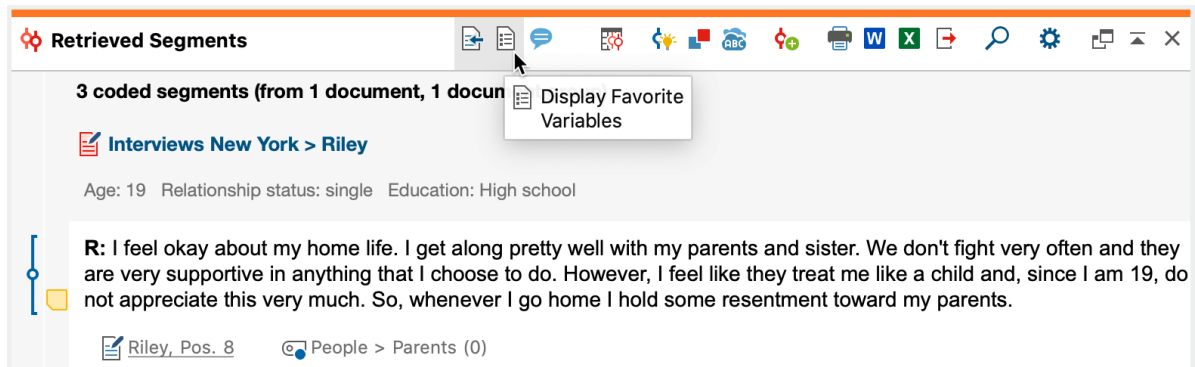 Retrieved Segments
ABC
W
X
3 coded segments (from 1 document, 1 docum
Display Favorite
Variables
Interviews New York > Riley
Age: 19 Relationship status: single Education: High school
R: I feel okay about my home life. I get along pretty well with my parents and sister. We don't fight very often and they
are very supportive in anything that I choose to do. However, I feel like they treat me like a child and, since I am 19, do
not appreciate this very much. So, whenever I go home I hold some resentment toward my parents.
Riley, Pos. 8 People > Parents (0)